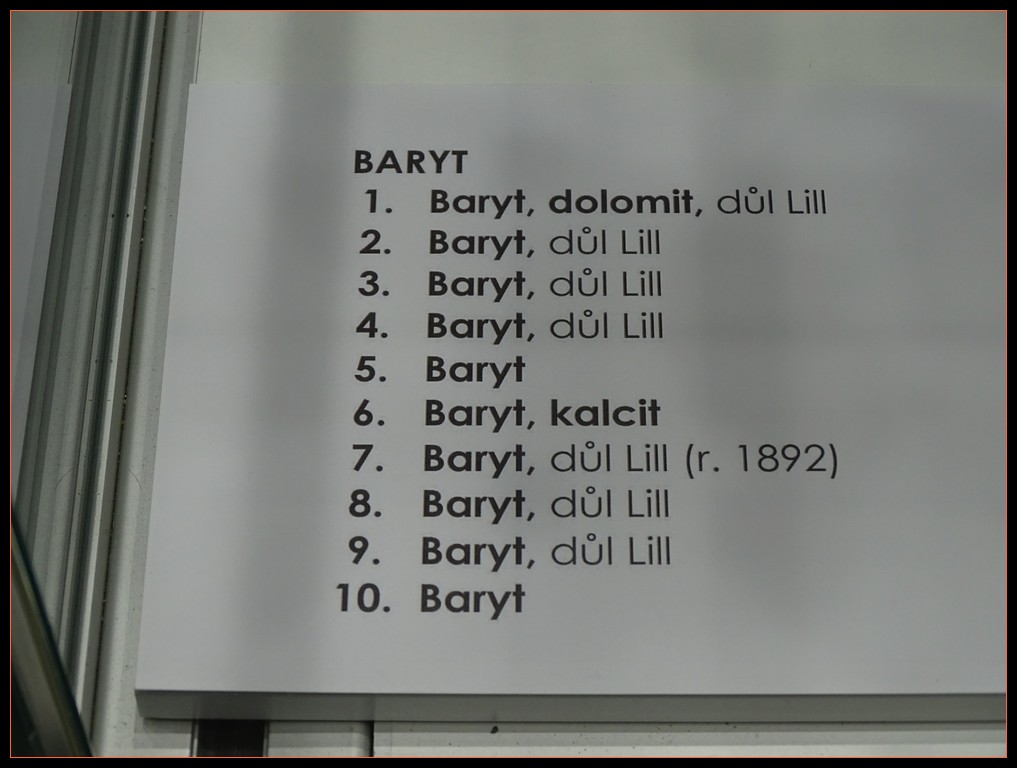 BARYT
1. Baryt, dolomit, důl Lill
2. Baryt, důl Lill
3. Baryt, důl Lill
4. Baryt, důl Lill
5. Baryt
6. Baryt, kalcit
7. Baryt, důl Lill (r. 1892)
8. Baryt, důl Lill
9. Baryt, důl Lill
10. Baryt